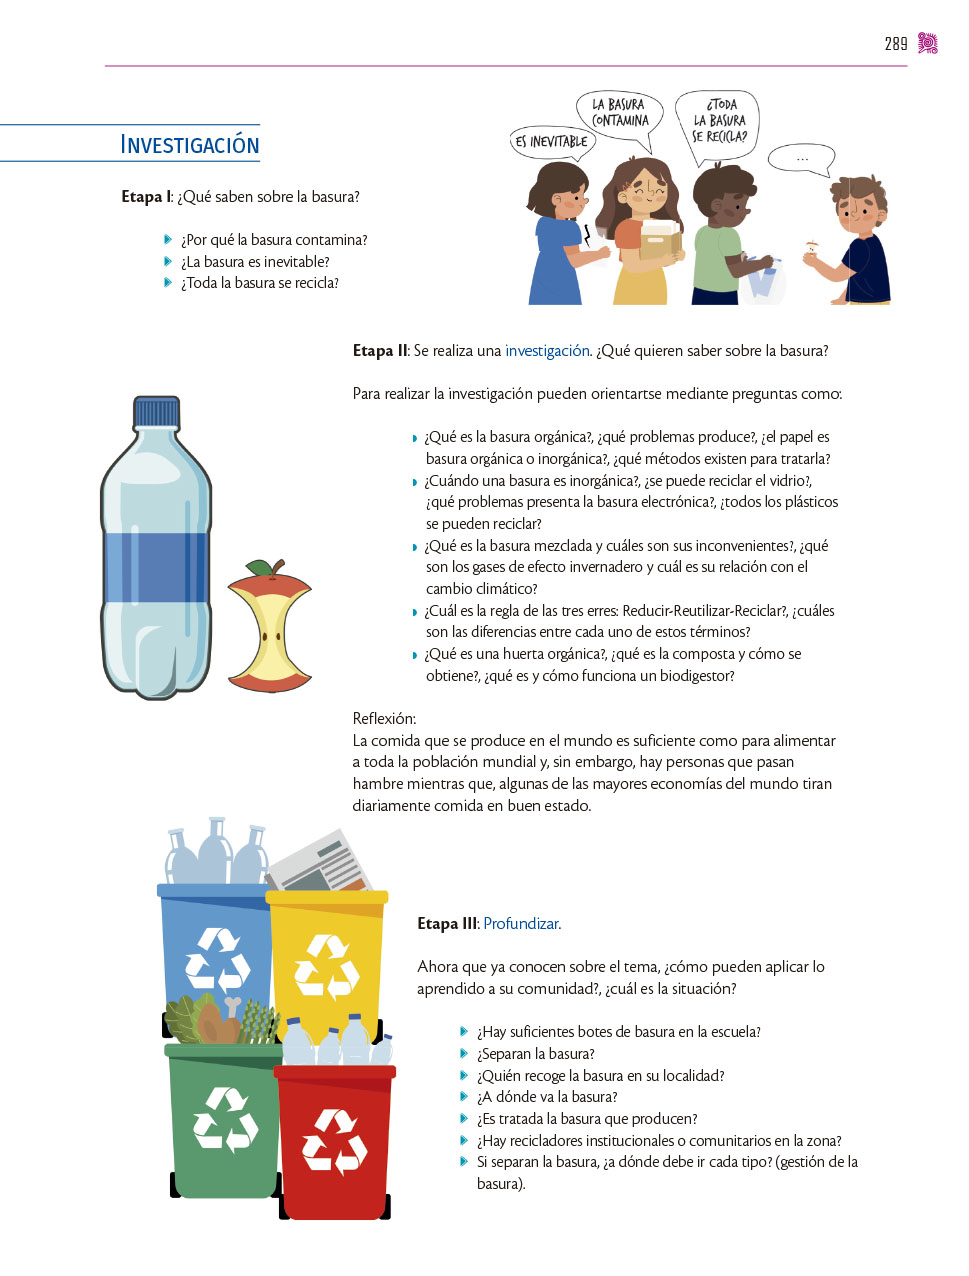 289
INVESTIGACIÓN
ES INEVITABLE
LA BASURA
CONTAMINA
¿TODA
LA BASURA
SE RECICLA?
...
Etapa I: ¿Qué saben sobre la basura?
¿Por qué la basura contamina?
¿La basura es inevitable?
¿Toda la basura se recicla?
Etapa II: Se realiza una investigación. ¿Qué quieren saber sobre la basura?
Para realizar la investigación pueden orientartse mediante preguntas como:
¿Qué es la basura orgánica?, ¿qué problemas produce?, ¿el papel es
basura orgánica o inorgánica?, ¿qué métodos existen para tratarla?
¿Cuándo una basura es inorgánica?, ¿se puede reciclar el vidrio?,
¿qué problemas presenta la basura electrónica?, ¿todos los plásticos
se pueden reciclar?
¿Qué es la basura mezclada y cuáles son sus inconvenientes?, ¿qué
son los gases de efecto invernadero y cuál es su relación con el
cambio climático?
¿Cuál es la regla de las tres erres: Reducir-Reutilizar-Reciclar?, ¿cuáles
son las diferencias entre cada uno de estos términos?
¿Qué es una huerta orgánica?, ¿qué es la composta y cómo se
obtiene?, ¿qué es y cómo funciona un biodigestor?
Reflexión:
La comida que se produce en el mundo es suficiente como para alimentar
a toda la población mundial y, sin embargo, hay personas que pasan
hambre mientras que, algunas de las mayores economías del mundo tiran
diariamente comida en buen estado.
Etapa III: Profundizar.
Ahora que ya conocen sobre el tema, ¿cómo pueden aplicar lo
aprendido a su comunidad?, ¿cuál es la situación?
¿Hay suficientes botes de basura en la escuela?
¿Separan la basura?
¿Quién recoge la basura en su localidad?
¿A dónde va la basura?
¿Es tratada la basura que producen?
¿Hay recicladores institucionales o comunitarios en la zona?
Si separan la basura, ¿a dónde debe ir cada tipo? (gestión de la
basura).